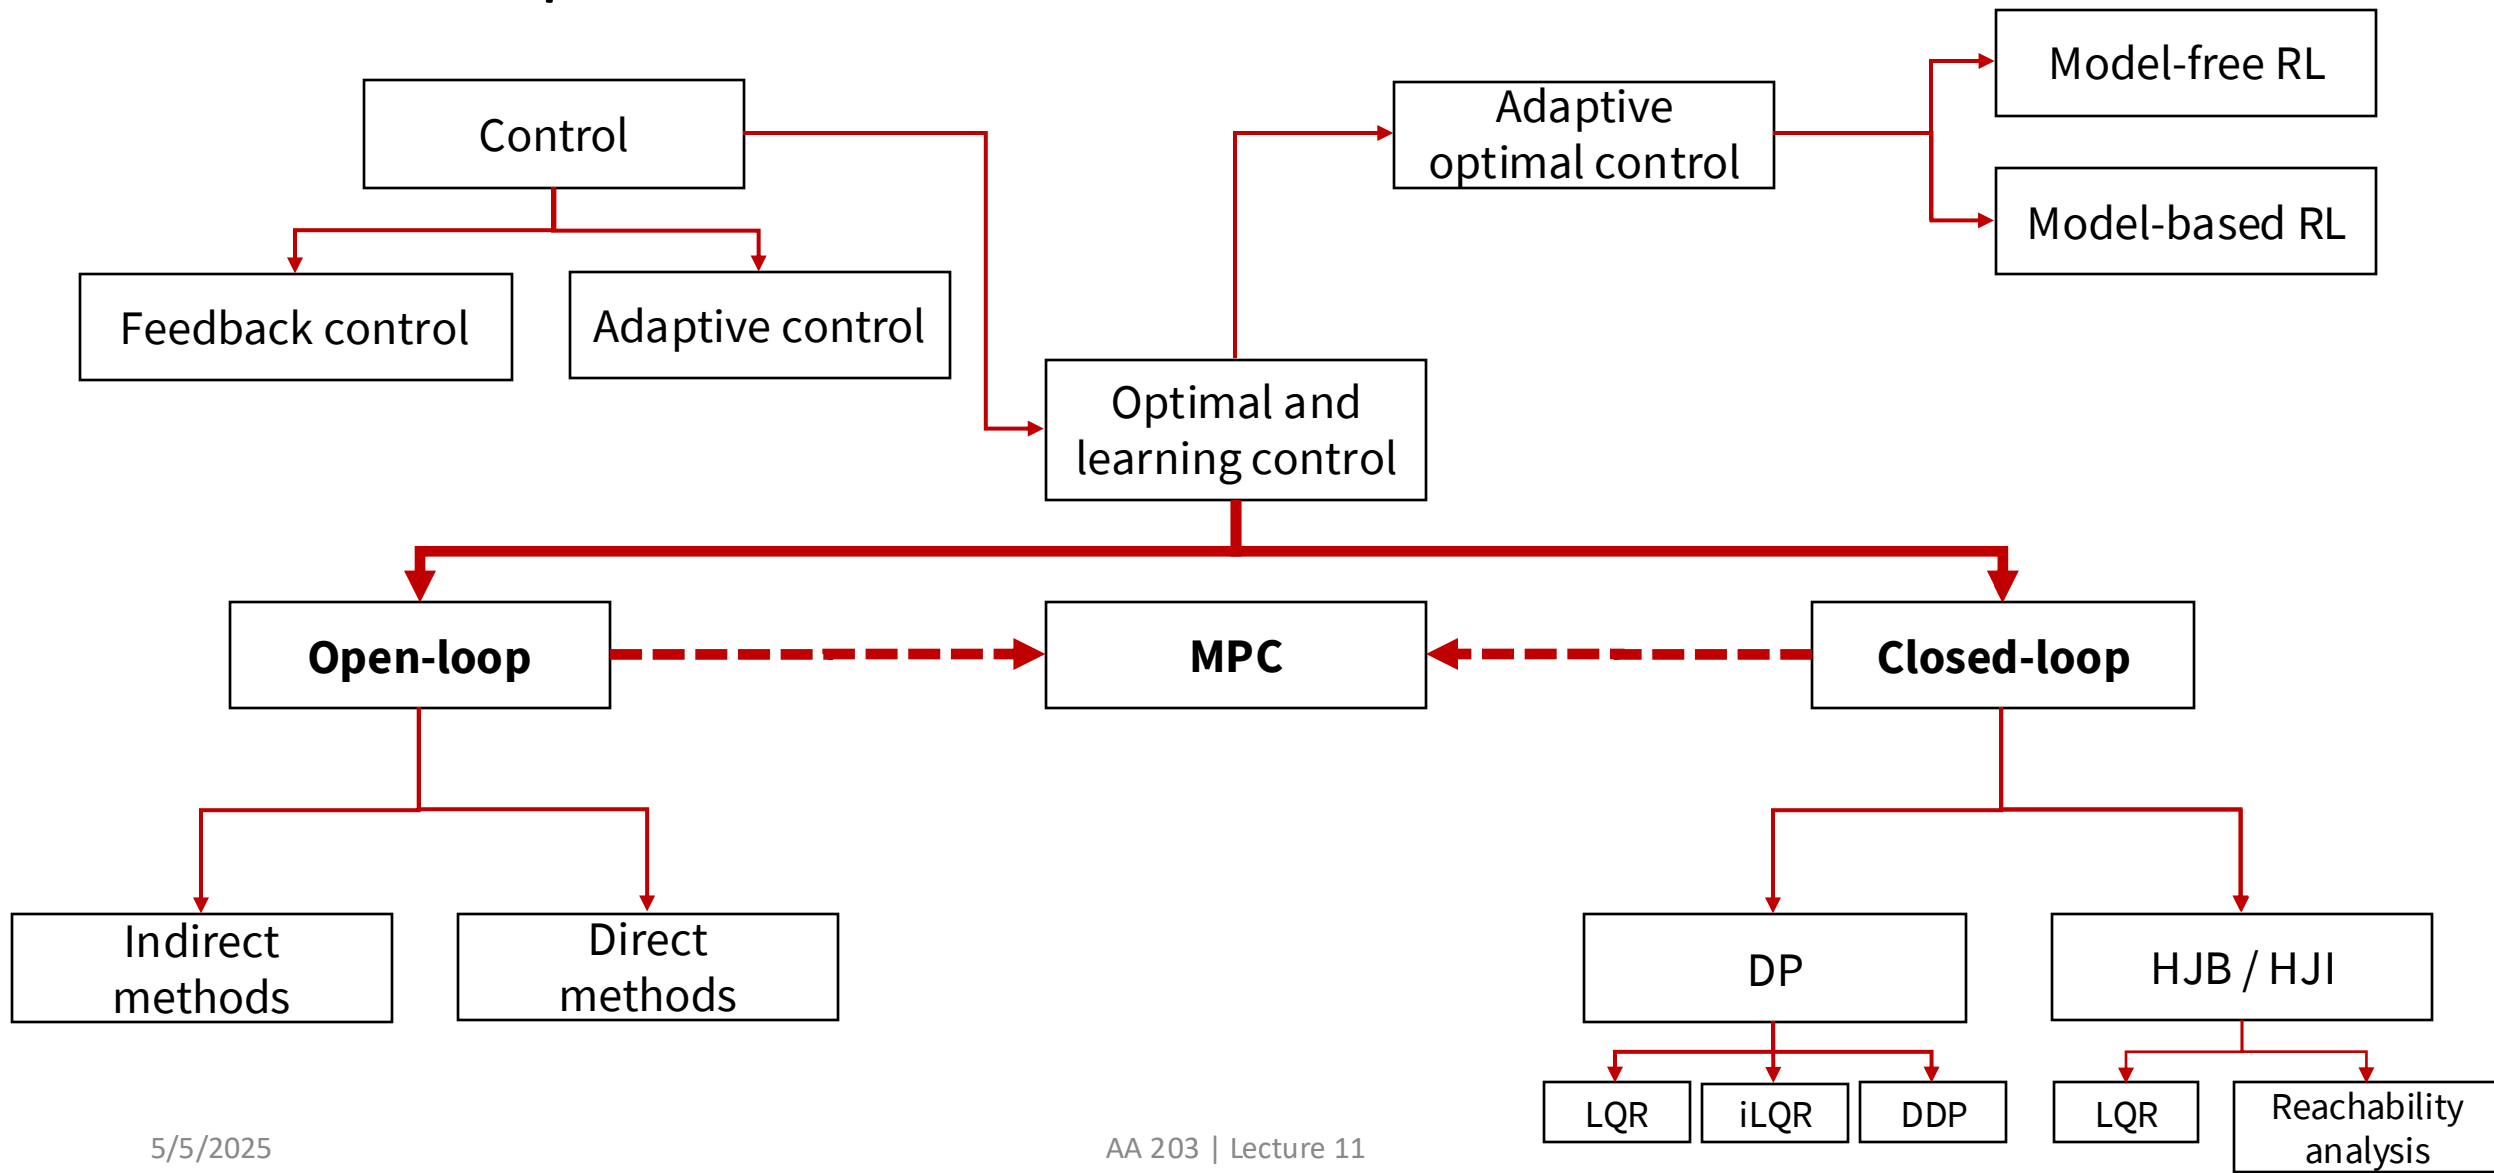 Model-free RL
Control
Adaptive
optimal control
Model-based RL
Feedback control
Adaptive control
Optimal and
learning control
Open-loop
MPC
Closed-loop
Indirect
methods
Direct
methods
DP
HJB / HJI
LQR
iLQR
DDP
LQR
Reachability
analysis
5/5/2025
AA 203 | Lecture 11